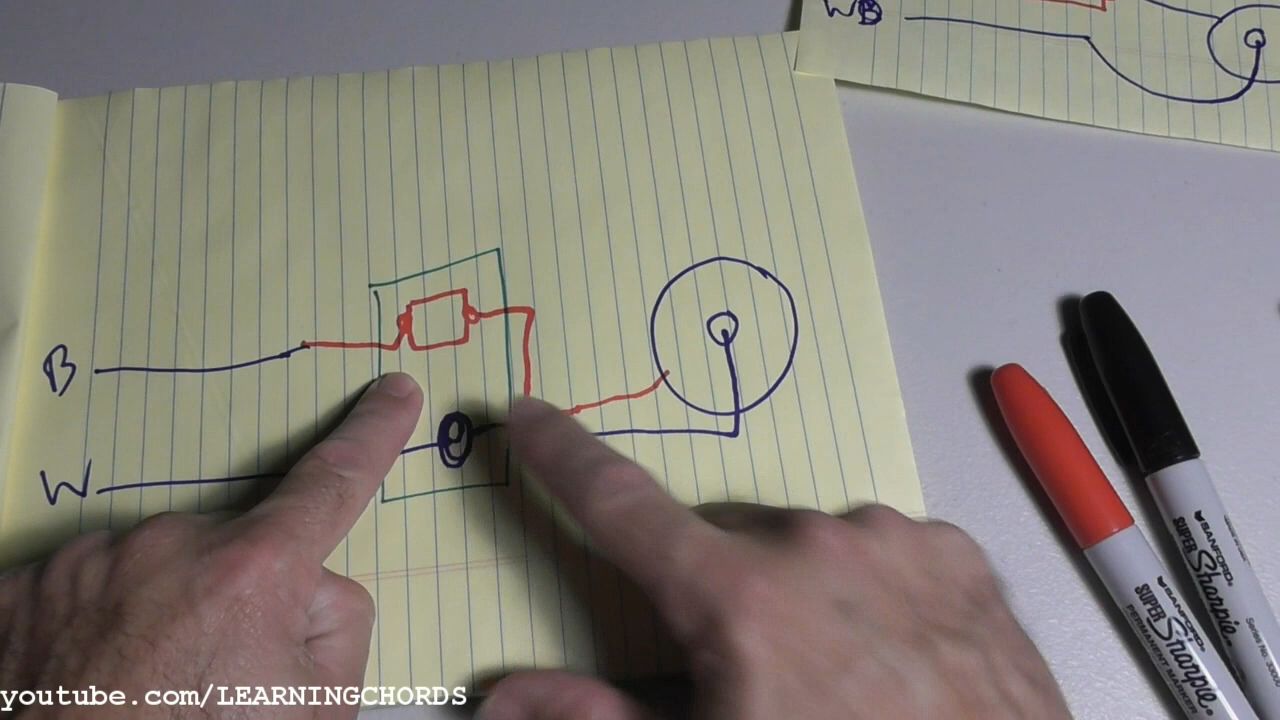 WB
B
W
SANFORD
SUPER Sharpie
PERMANENT MARKER
SANFORD
SUPER Sharpie
youtube.com/LEARNINGCHORDS